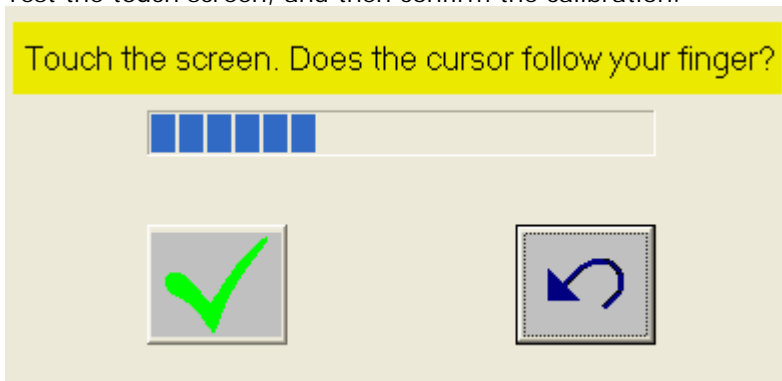 Test the touch screen, and then confirm the calibration.
Touch the screen. Does the cursor follow your finger?